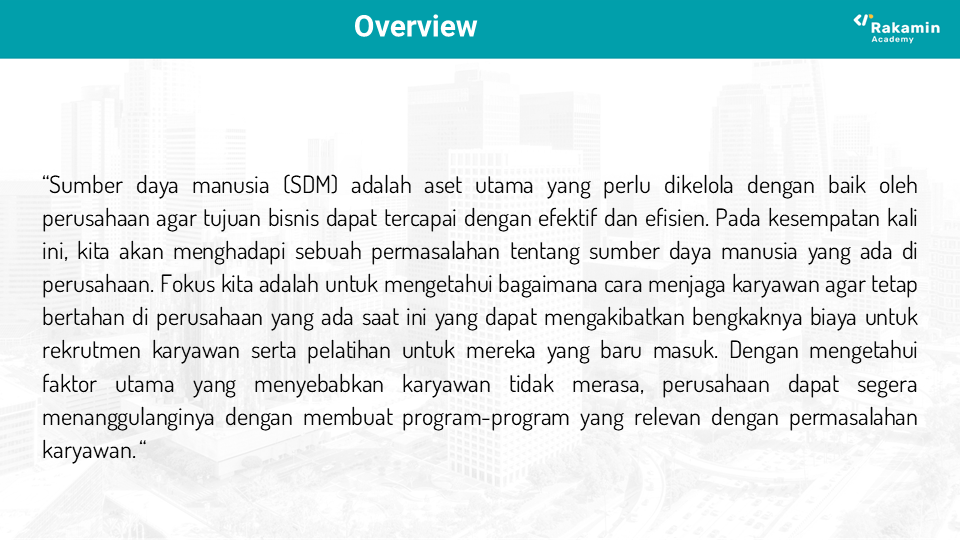 Overview
Rakamin
Academy
“Sumber daya manusia (SDM) adalah aset utama yang perlu dikelola dengan baik oleh
perusahaan agar tujuan bisnis dapat tercapai dengan efektif dan efisien. Pada kesempatan kali
ini, kita akan menghadapi sebuah permasalahan tentang sumber daya manusia yang ada di
perusahaan. Fokus kita adalah untuk mengetahui bagaimana cara menjaga karyawan agar tetap
bertahan di perusahaan yang ada saat ini yang dapat mengakibatkan bengkaknya biaya untuk
rekrutmen karyawan serta pelatihan untuk mereka yang baru masuk. Dengan mengetahui
faktor utama yang menyebabkan karyawan tidak merasa, perusahaan dapat segera
menanggulanginya dengan membuat program-program yang relevan dengan permasalahan
karyawan. “